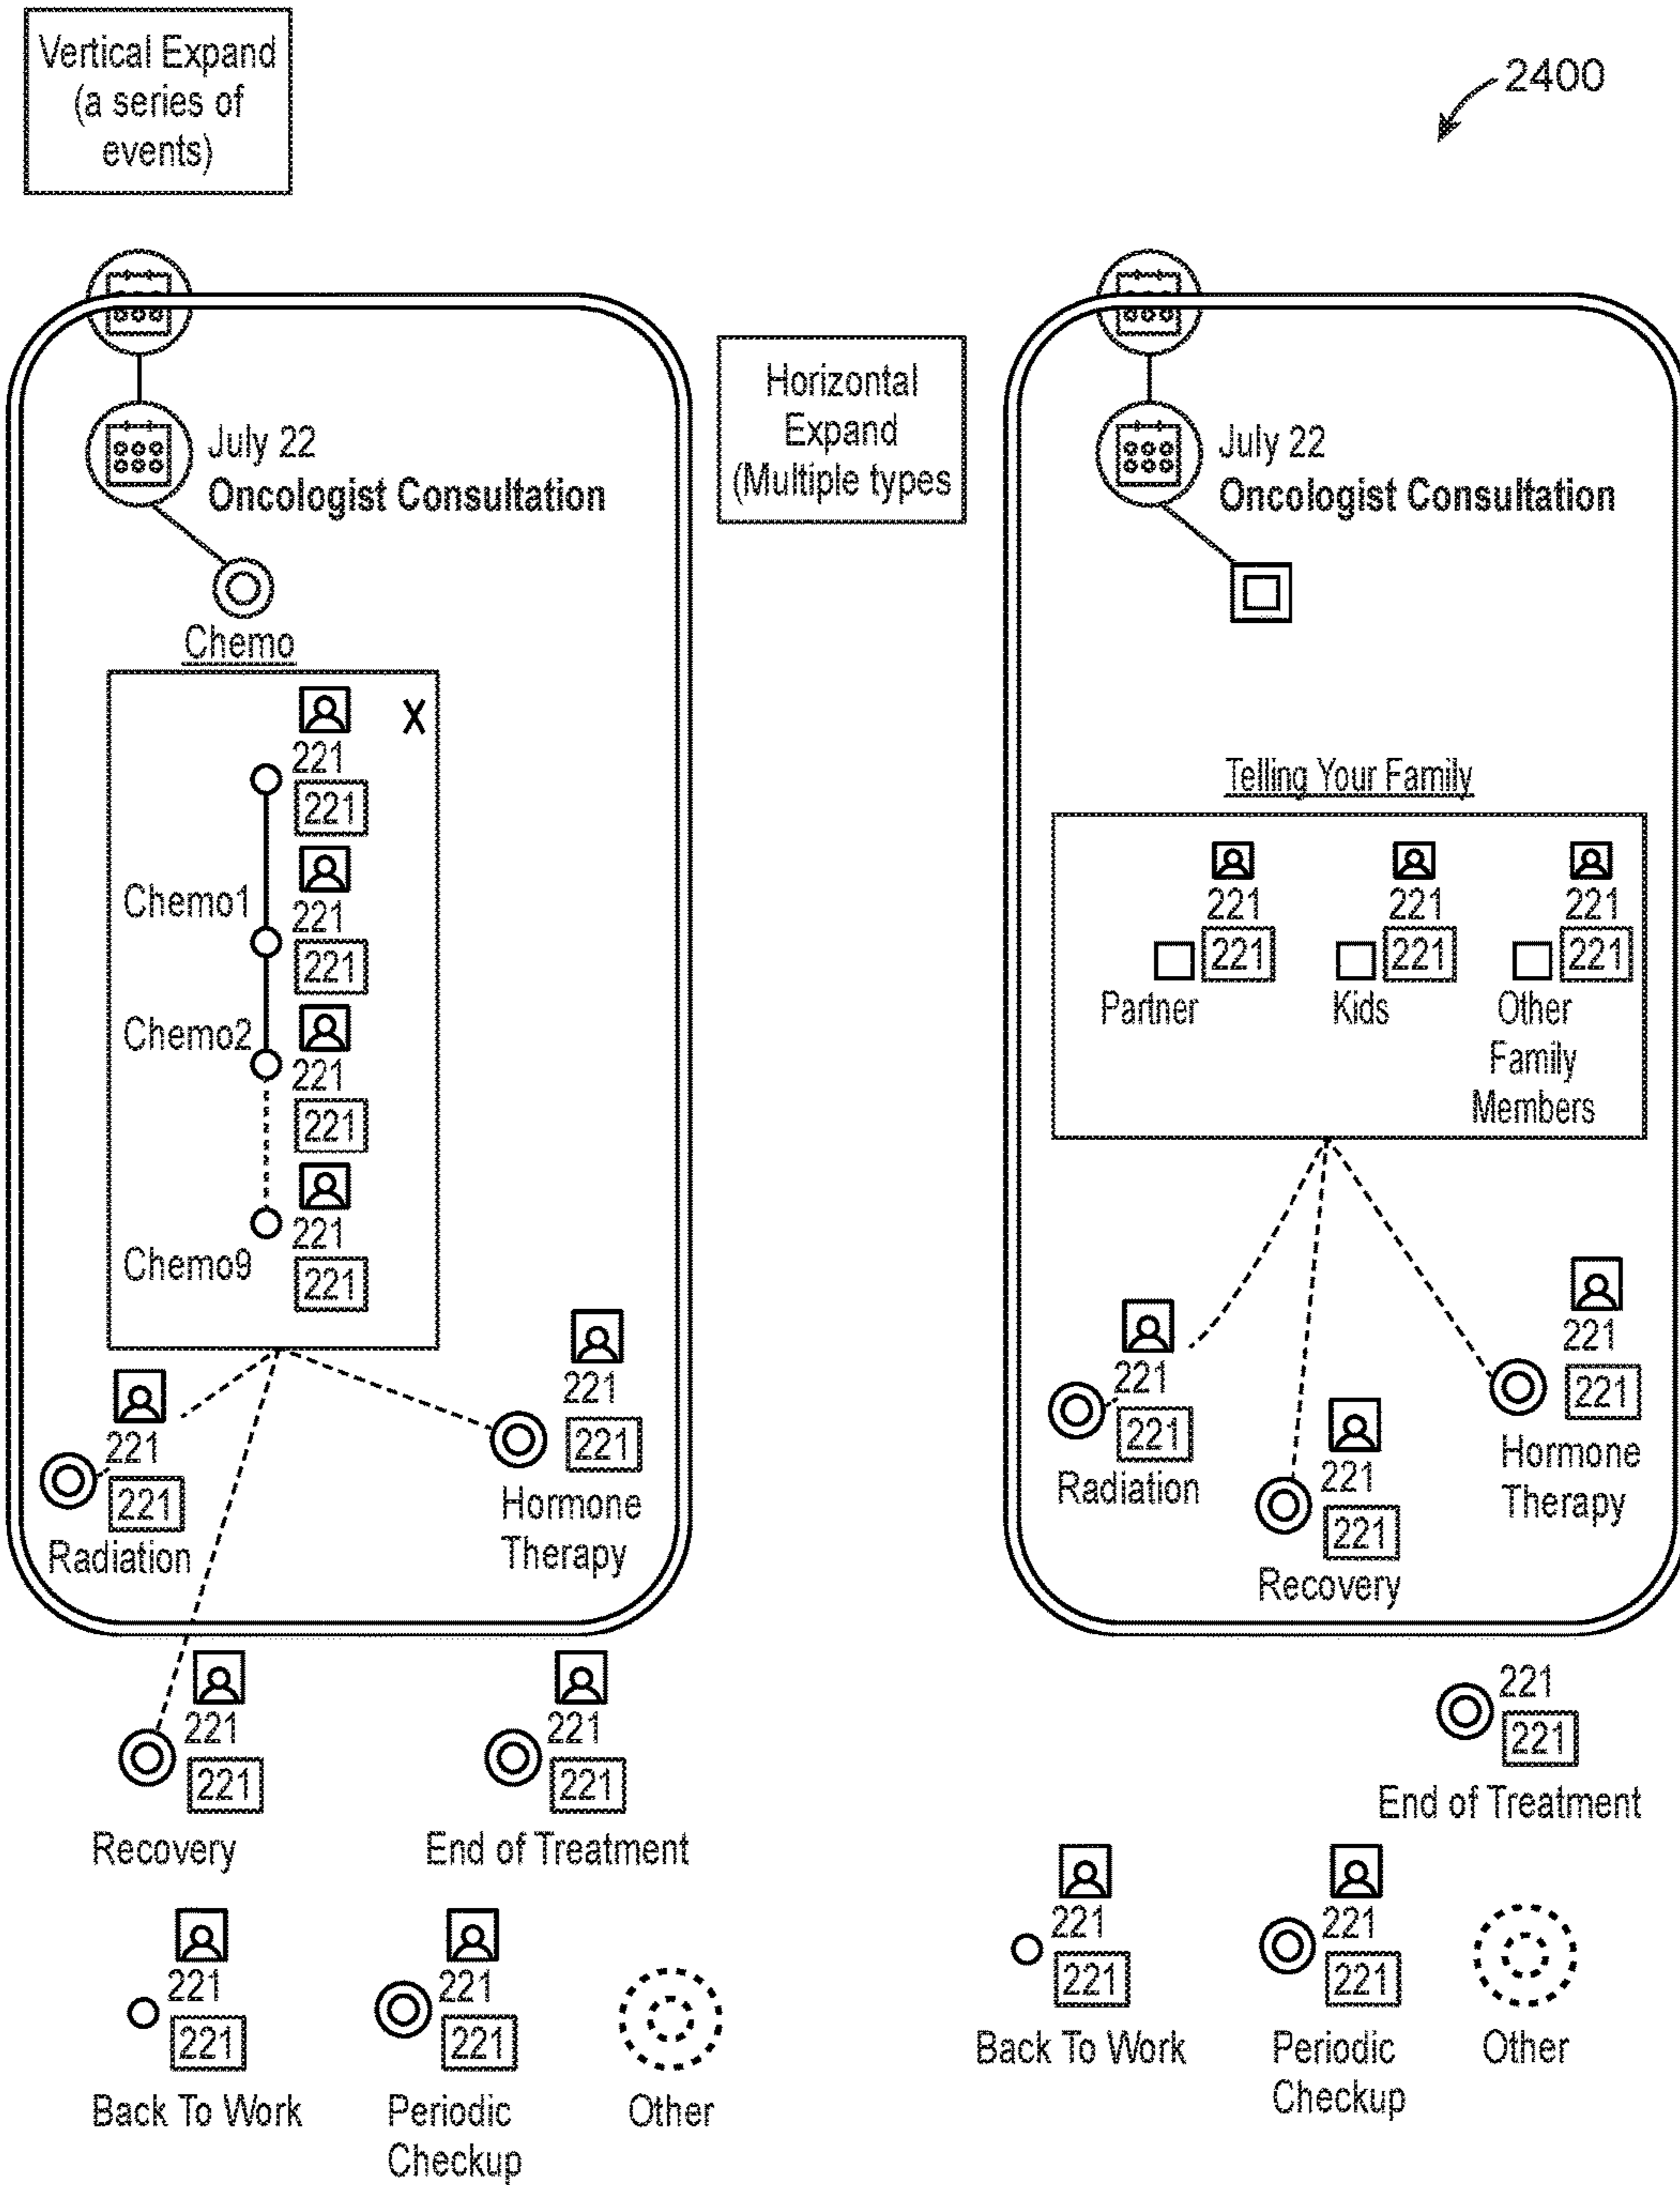 Vertical Expand
(a series of
events)
2400
July 22
Oncologist Consultation
Chemo
X
221
221
Chemo1
221
221
Chemo2
221
221
Chemo9
221
221
221
221
Radiation
221
221
Hormone
Therapy
221
221
Recovery
221
221
End of Treatment
221
221
Back To Work
221
221
Periodic
Checkup
Other
Horizontal
Expand
(Multiple types
July 22
Oncologist Consultation
Telling Your Family
221
221
Partner
221
221
Kids
221
221
Other
Family
Members
221
221
Radiation
221
221
Recovery
221
221
Hormone
Therapy
221
221
End of Treatment
221
221
Back To Work
221
221
Periodic
Checkup
Other